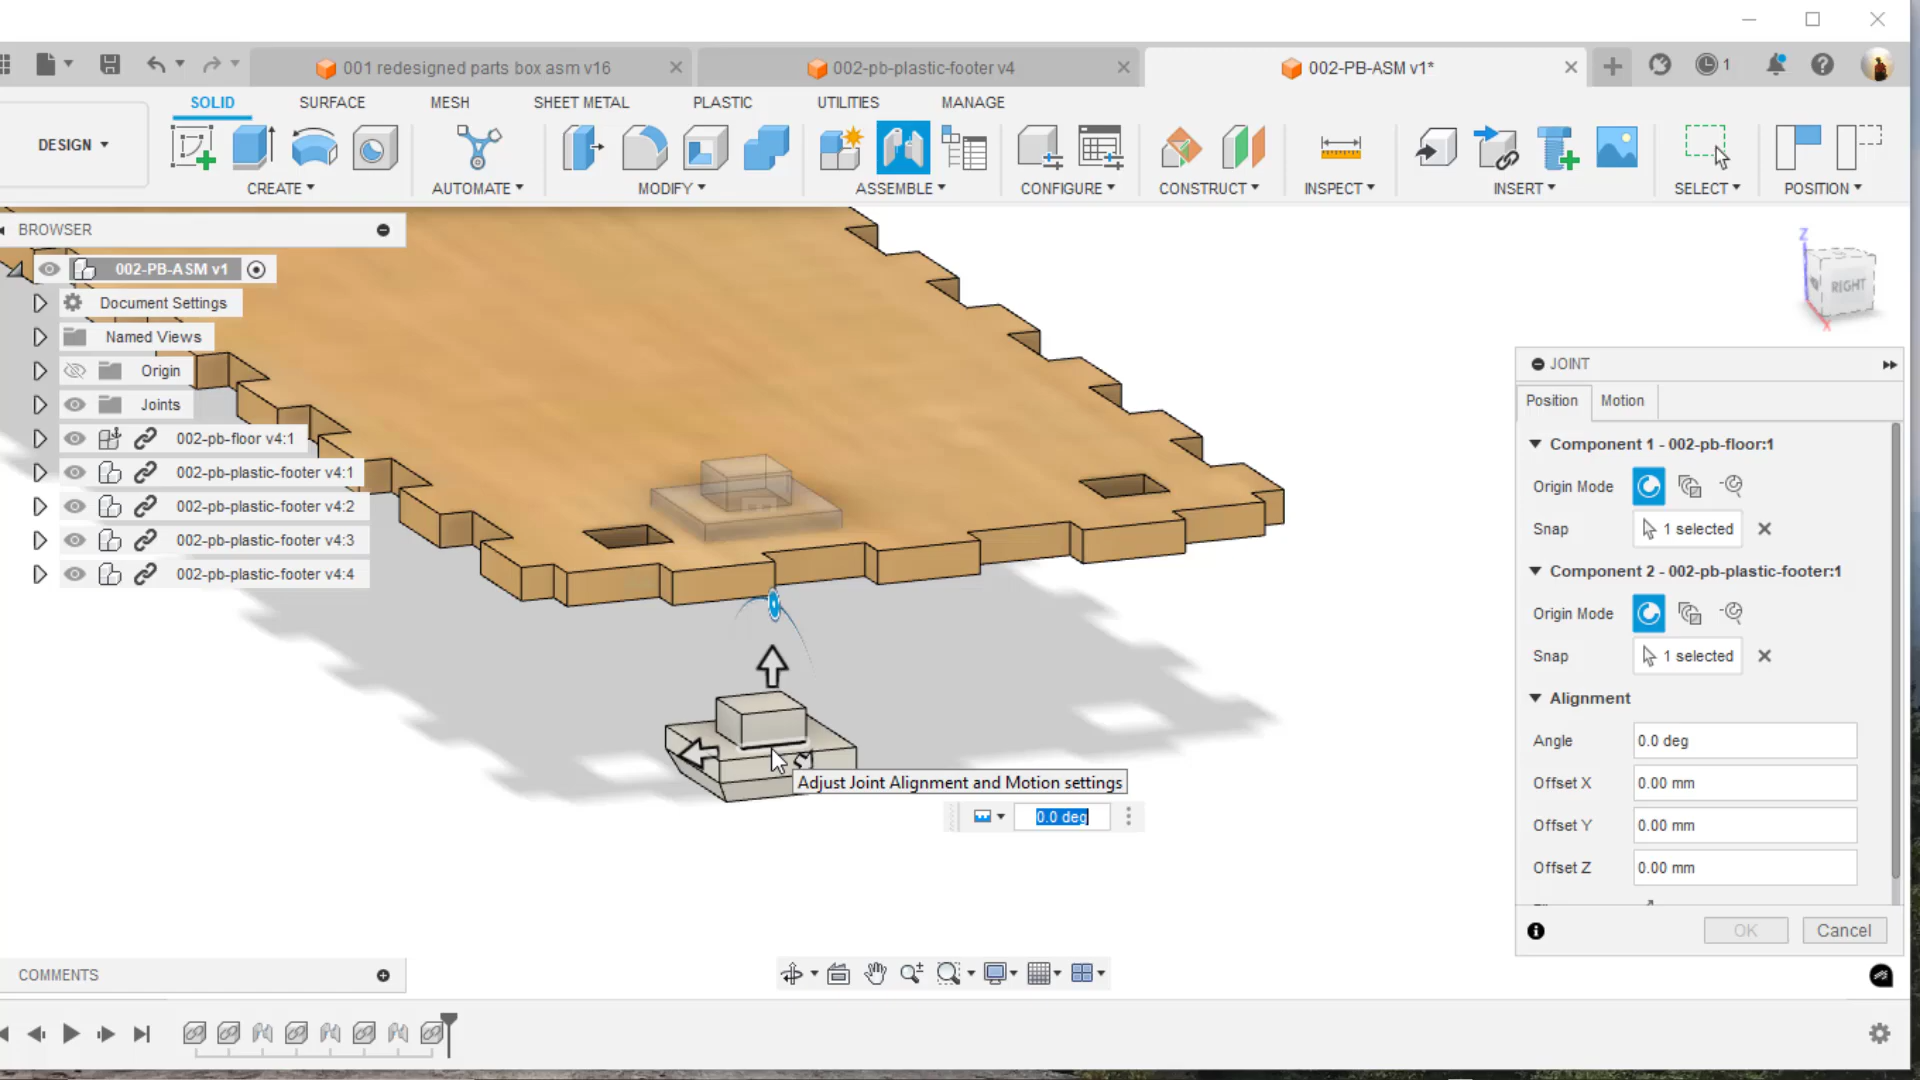 001 redesigned parts box asm v16
002-pb-plastic-footer v4
002-PB-ASM v1*
1
DESIGN
SOLID
SURFACE
MESH
SHEET METAL
PLASTIC
UTILITIES
MANAGE
CREATE
AUTOMATE
MODIFY
ASSEMBLE
CONFIGURE
CONSTRUCT
INSPECT
INSERT
SELECT
POSITION
BROWSER
002-PB-ASM v1
Document Settings
Named Views
Origin
Joints
002-pb-floor v4:1
002-pb-plastic-footer v4:1
002-pb-plastic-footer v4:2
002-pb-plastic-footer v4:3
002-pb-plastic-footer v4:4
Z
RIGHT
X
JOINT
Position
Motion
Component 1 - 002-pb-floor:1
Origin Mode
Snap
1 selected
Component 2 - 002-pb-plastic-footer:1
Origin Mode
Snap
1 selected
Alignment
Angle
0.0 deg
Offset X
0.00 mm
Offset Y
0.00 mm
Offset Z
0.00 mm
OK
Cancel
Adjust Joint Alignment and Motion settings
0.0 deg
COMMENTS